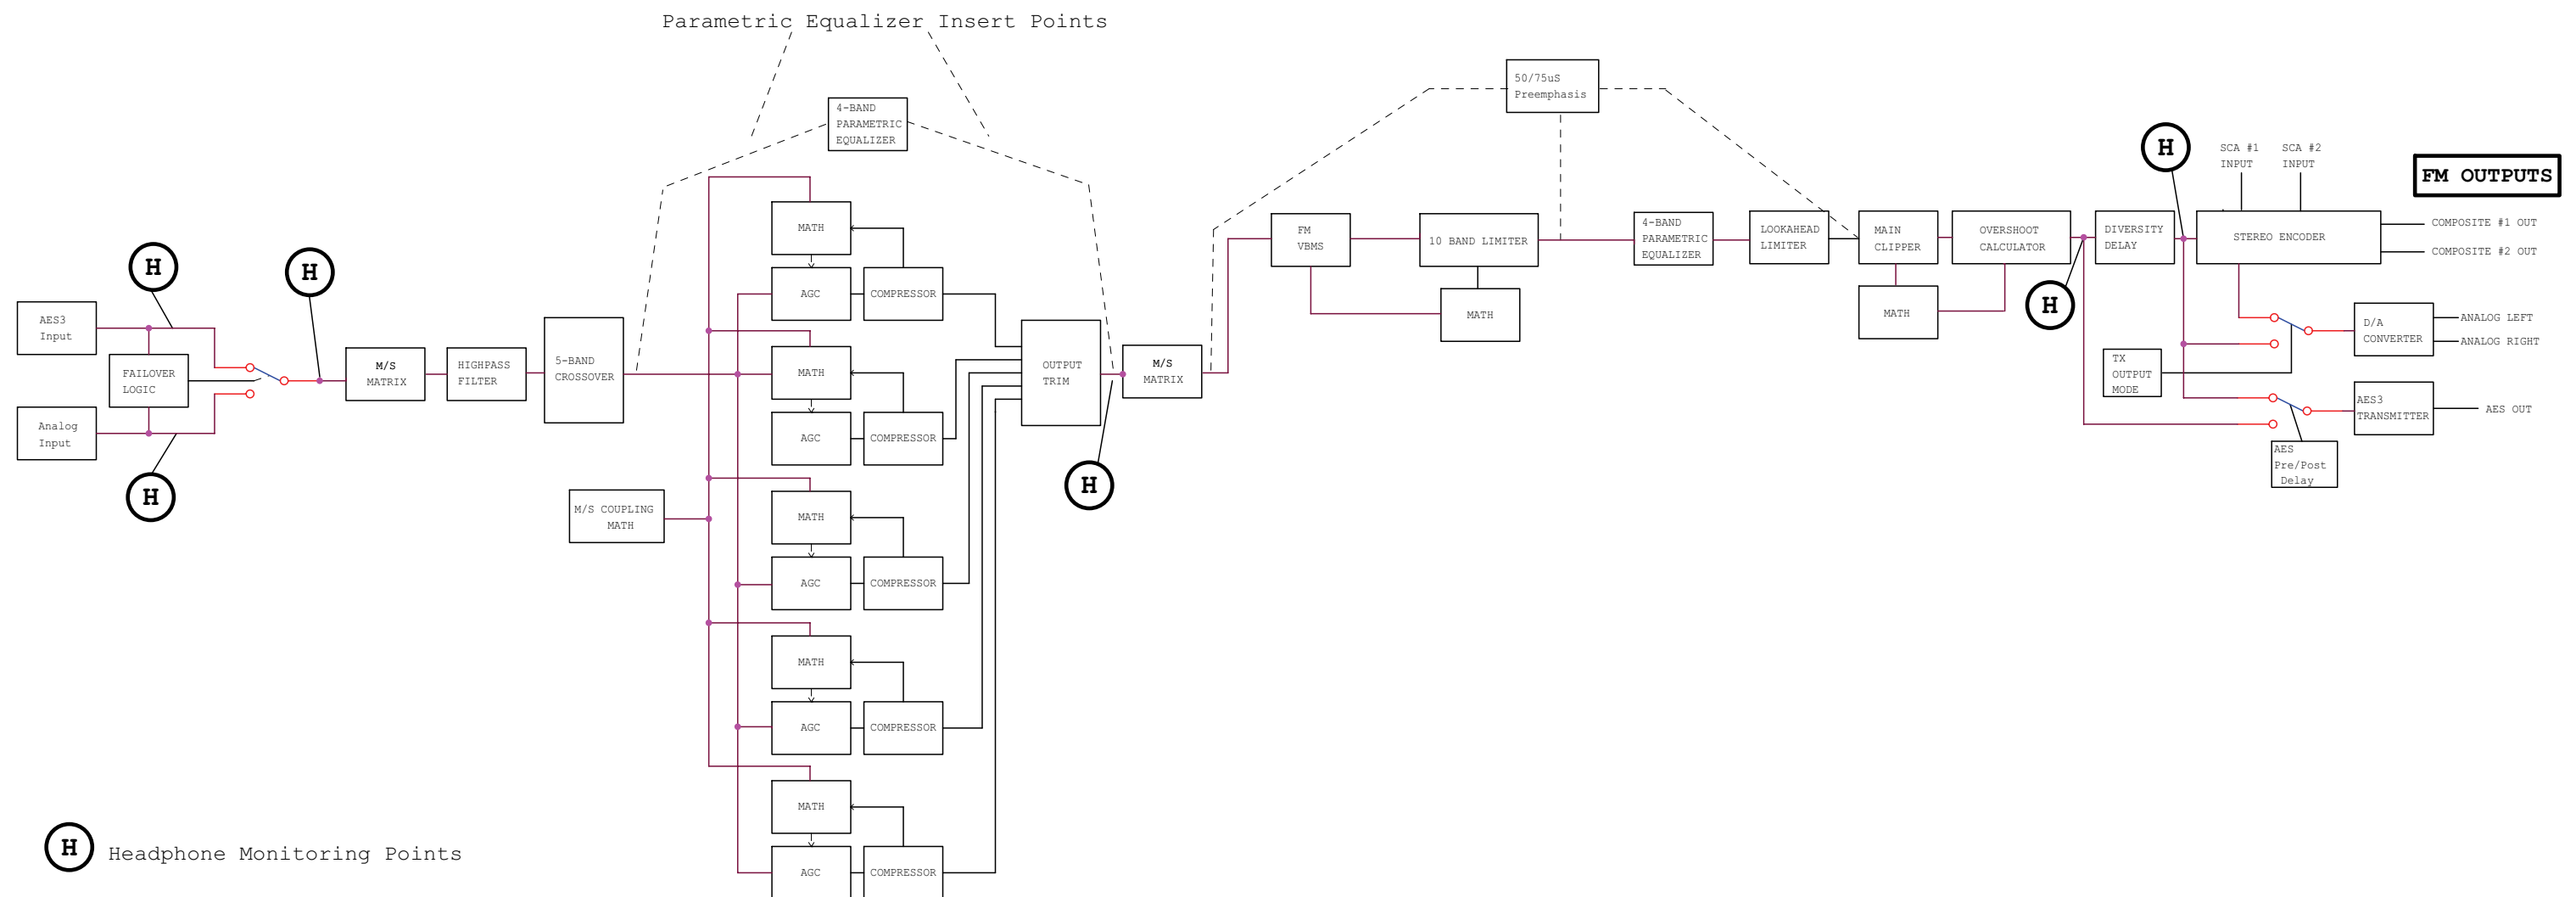 Parametric Equalizer Insert Points
4-BAND
PARAMETRIC
EQUALIZER
50/75uS
Preemphasis
H
H
H
AES3
Input
FAILOVER
LOGIC
Analog
Input
M/S
MATRIX
HIGHPASS
FILTER
5-BAND
CROSSOVER
M/S COUPLING
MATH
MATH
AGC
COMPRESSOR
MATH
AGC
COMPRESSOR
MATH
AGC
COMPRESSOR
MATH
AGC
COMPRESSOR
MATH
AGC
COMPRESSOR
OUTPUT
TRIM
H
M/S
MATRIX
FM
VBMS
10 BAND LIMITER
MATH
4-BAND
PARAMETRIC
EQUALIZER
LOOKAHEAD
LIMITER
MAIN
CLIPPER
MATH
OVERSHOOT
CALCULATOR
H
DIVERSITY
DELAY
H
SCA #1
INPUT
SCA #2
INPUT
FM OUTPUTS
STEREO ENCODER
COMPOSITE #1 OUT
COMPOSITE #2 OUT
D/A
CONVERTER
ANALOG LEFT
ANALOG RIGHT
TX
OUTPUT
MODE
AES3
TRANSMITTER
AES OUT
AES
Pre/Post
Delay
H
Headphone Monitoring Points